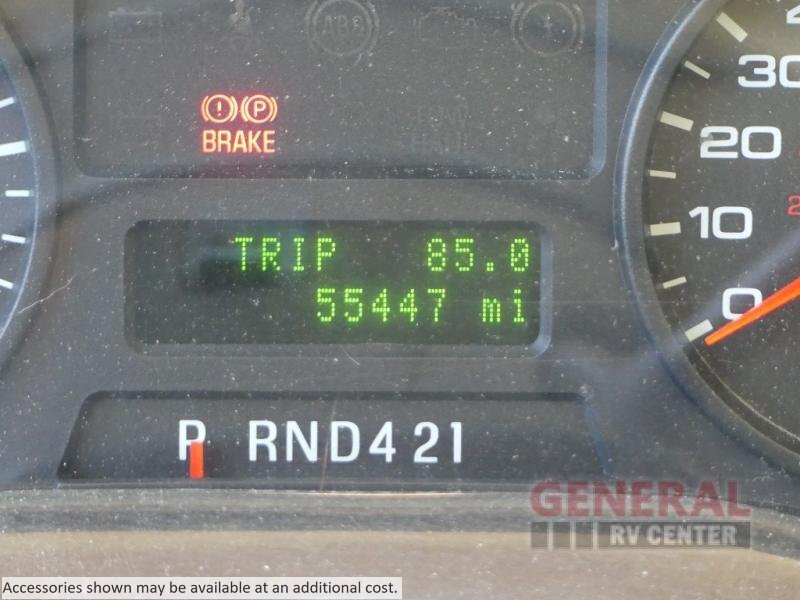 ABS
BRAKE
TRIP 85.0
55447 mi
P RND421
30
20
10
0
GENERAL
RV CENTER
Accessories shown may be available at an additional cost.